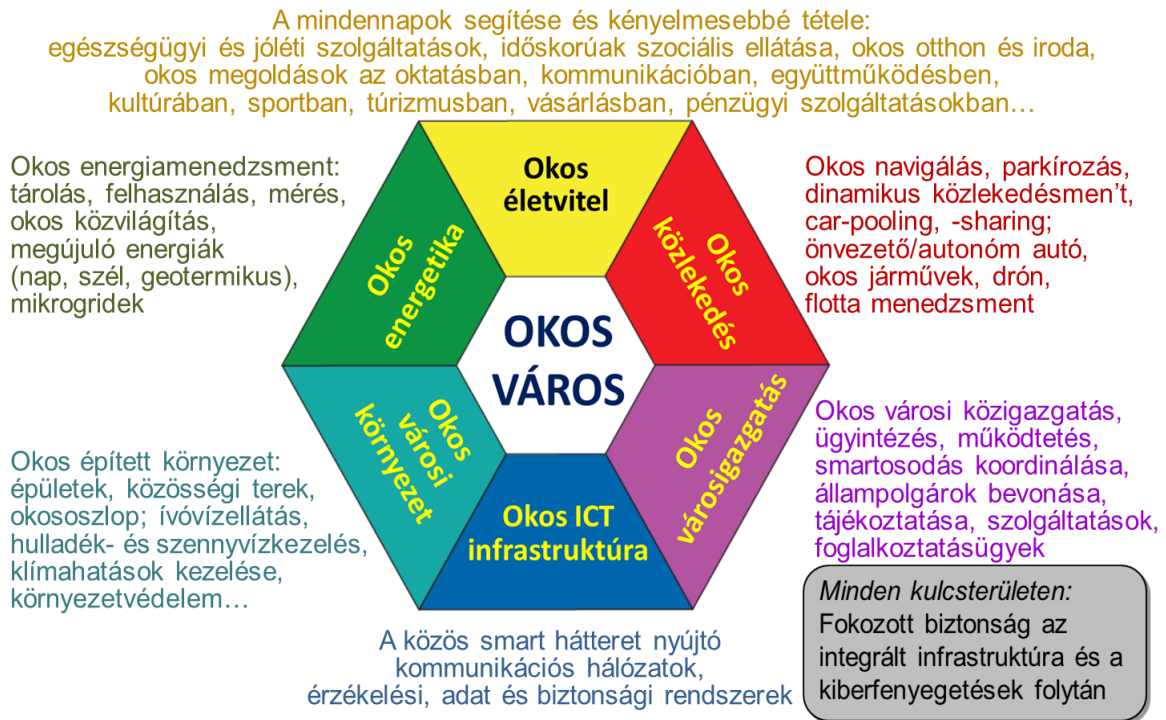 A mindennapok segítése és kényelmesebbé tétele:
egészségügyi és jóléti szolgáltatások, időskorúak szociális ellátása, okos otthon és iroda,
okos megoldások az oktatásban, kommunikációban, együttműködésben,
kultúrában, sportban, túrizmusban, vásárlásban, pénzügyi szolgáltatásokban…
Okos energiamenedzsment:
tárolás, felhasználás, mérés,
okos közvilágítás,
megújuló energiák
(nap, szél, geotermikus),
mikrogridek
Okos
energetika
Okos
életvitel
Okos
közlekedés
Okos navigálás, parkírozás,
dinamikus közlekedésmen’t,
car-pooling, -sharing;
önvezető/autonóm autó,
okos járművek, drón,
flotta menedzsment
OKOS
VÁROS
Okos épített környezet:
épületek, közösségi terek,
okososzlop; ívóvízellátás,
hulladék- és szennyvízkezelés,
klímahatások kezelése,
környezetvédelem…
Okos
városi
környezet
Okos ICT
infrastruktúra
Okos
városigazgatás
Okos városi közigazgatás,
ügyintézés, működtetés,
smartosodás koordinálása,
állampolgárok bevonása,
tájékoztatása, szolgáltatások,
foglalkoztatásügyek
A közös smart hátteret nyújtó
kommunikációs hálózatok,
érzékelési, adat és biztonsági rendszerek
Minden kulcsterületen:
Fokozott biztonság az
integrált infrastruktúra és a
kiberfenyegetések folytán